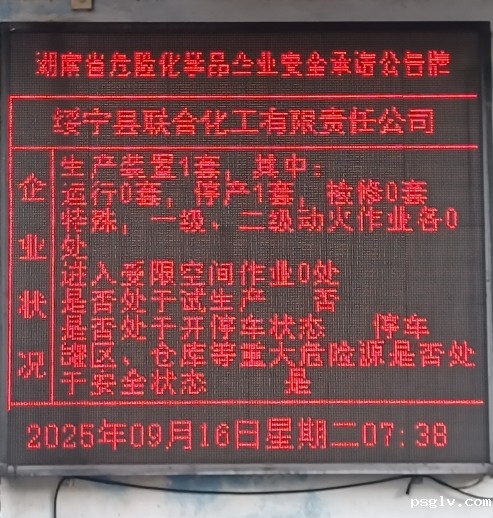 湖南省危险化学品企业安全承诺公告牌
绥宁县联合化工有限责任公司
企业状况
生产装置1套，其中：
运行0套，停产1套，检修0套
特殊，一级、二级动火作业各0
处
进入受限空间作业0处
是否处于试生产 否
是否处于开停车状态 停车
罐区、仓库等重大危险源是否处
于安全状态 是
2025年09月16日星期二07:38
psglv.com